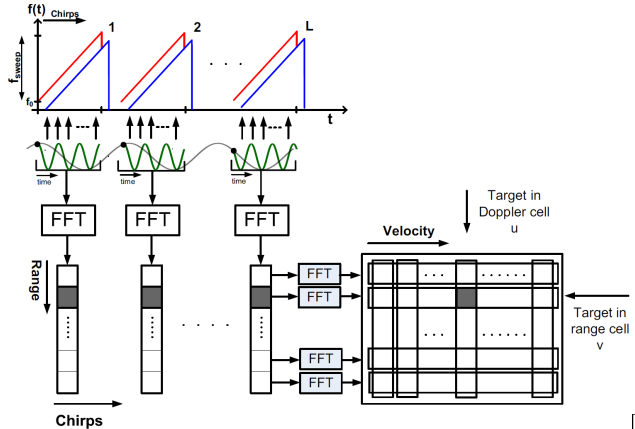 f(t)
Chirps
1
2
L
f_sweep
f₀
. . .
t
time
time
time
FFT
FFT
FFT
Range
Velocity
Target in
Doppler cell
u
FFT
FFT
FFT
FFT
Target in
range cell
v
Chirps